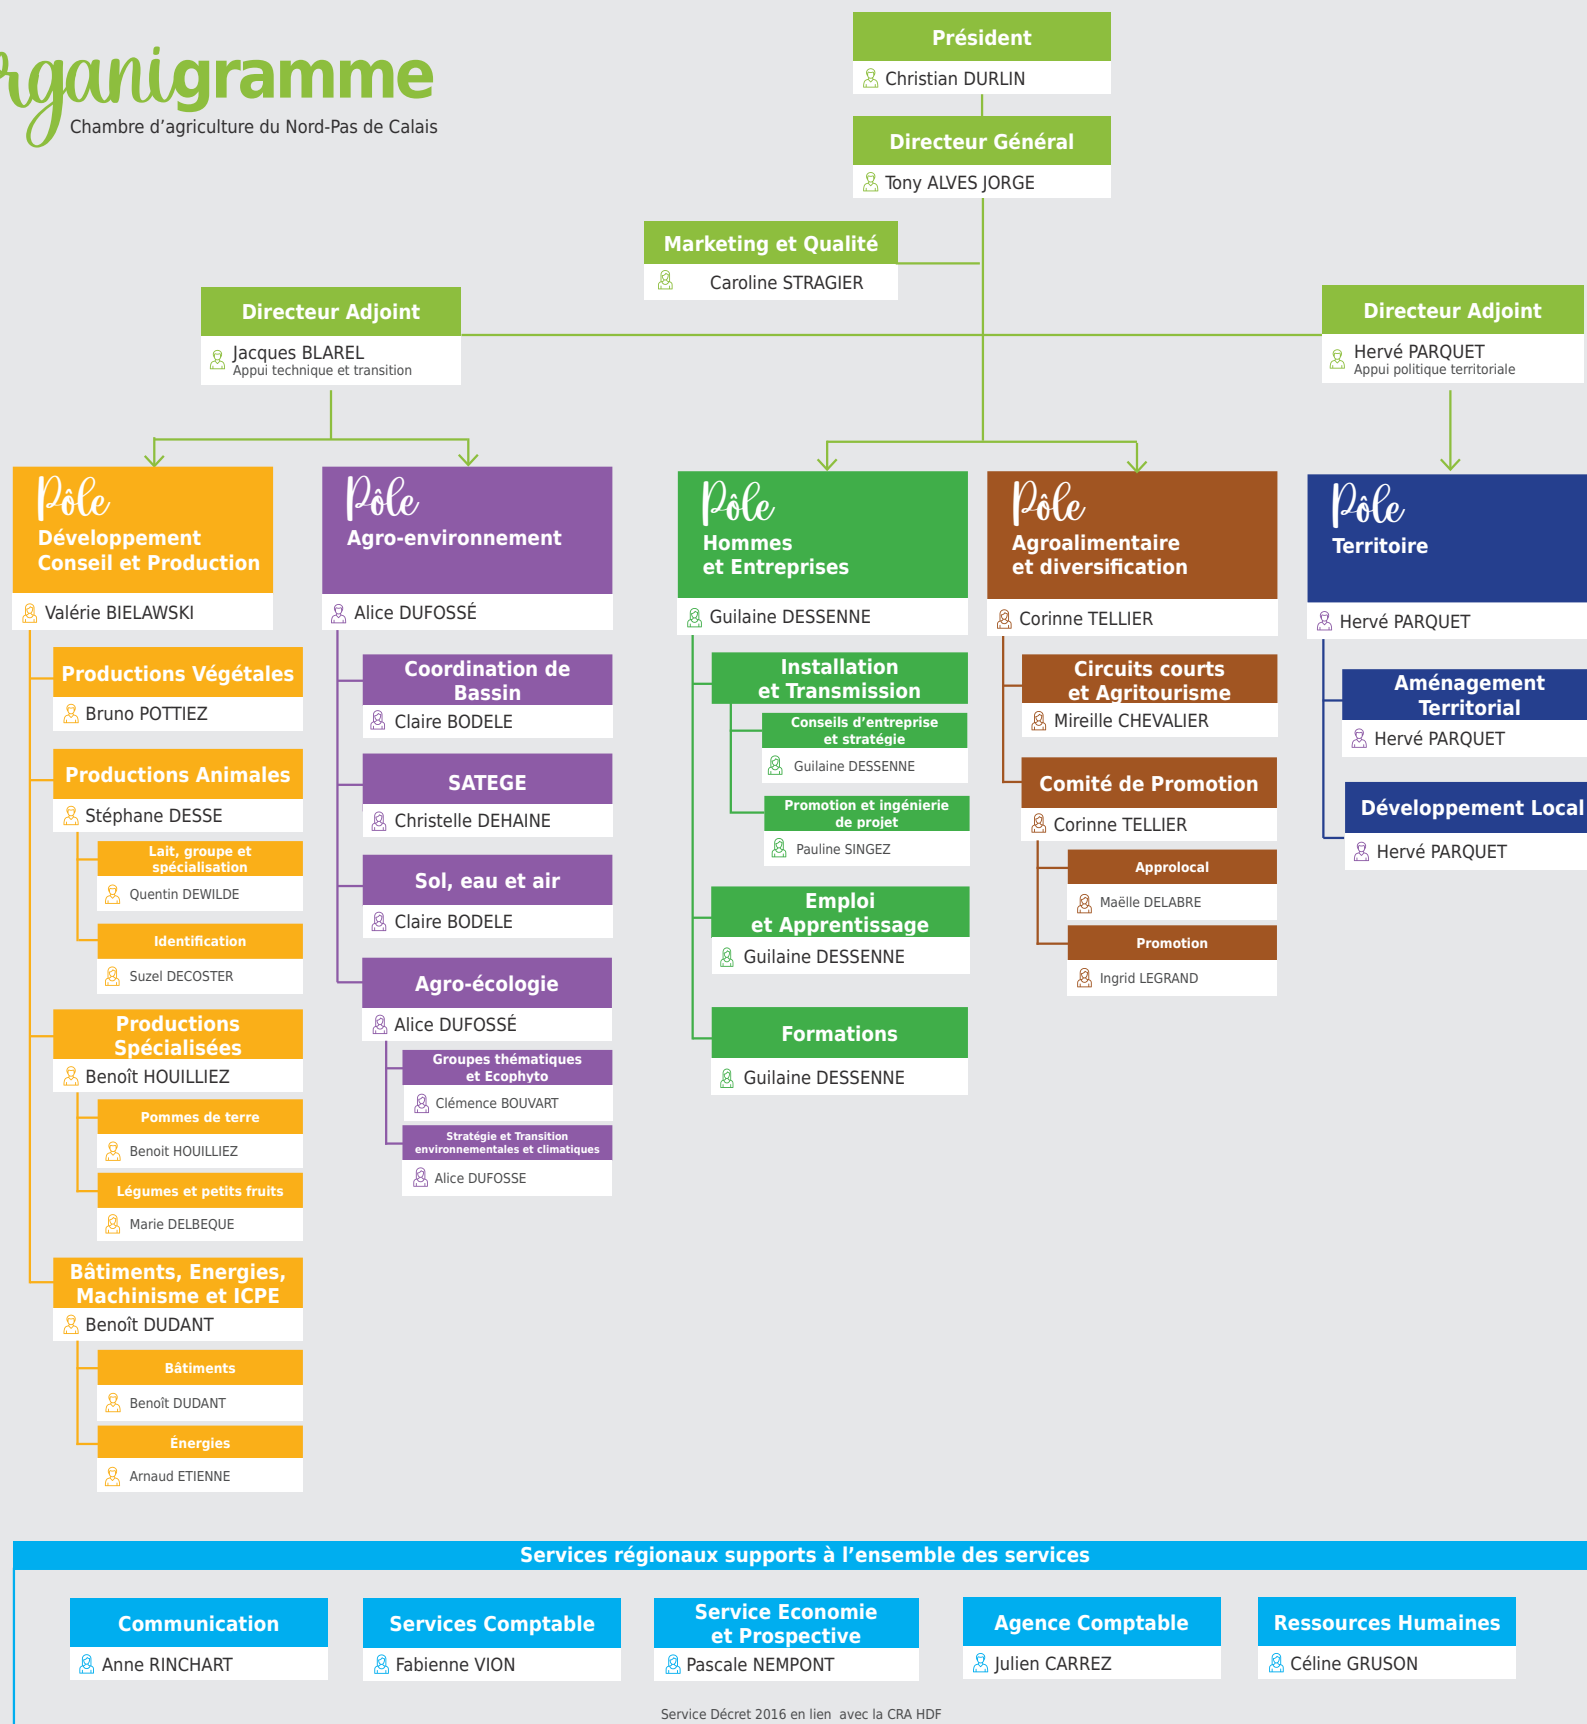 organigramme
Chambre d’agriculture du Nord-Pas de Calais
Président
Christian DURLIN
Directeur Général
Tony ALVES JORGE
Marketing et Qualité
Caroline STRAGIER
Directeur Adjoint
Jacques BLAREL
Appui technique et transition
Directeur Adjoint
Hervé PARQUET
Appui politique territoriale
Pôle
Développement
Conseil et Production
Valérie BIELAWSKI
Productions Végétales
Bruno POTTIEZ
Productions Animales
Stéphane DESSE
Lait, groupe et
spécialisation
Quentin DEWILDE
Identification
Suzel DECOSTER
Productions
Spécialisées
Benoît HOUILLIEZ
Pommes de terre
Benoit HOUILLIEZ
Légumes et petits fruits
Marie DELBEQUE
Bâtiments, Energies,
Machinisme et ICPE
Benoît DUDANT
Bâtiments
Benoît DUDANT
Énergies
Arnaud ETIENNE
Pôle
Agro-environnement
Alice DUFOSSÉ
Coordination de
Bassin
Claire BODELE
SATEGE
Christelle DEHAINE
Sol, eau et air
Claire BODELE
Agro-écologie
Alice DUFOSSÉ
Groupes thématiques
et Ecophyto
Clémence BOUVART
Stratégie et Transition
environnementales et climatiques
Alice DUFOSSE
Pôle
Hommes
et Entreprises
Guilaine DESSENNE
Installation
et Transmission
Conseils d’entreprise
et stratégie
Guilaine DESSENNE
Promotion et ingénierie
de projet
Pauline SINGEZ
Emploi
et Apprentissage
Guilaine DESSENNE
Formations
Guilaine DESSENNE
Pôle
Agroalimentaire
et diversification
Corinne TELLIER
Circuits courts
et Agritourisme
Mireille CHEVALIER
Comité de Promotion
Corinne TELLIER
Approlocal
Maëlle DELABRE
Promotion
Ingrid LEGRAND
Pôle
Territoire
Hervé PARQUET
Aménagement
Territorial
Hervé PARQUET
Développement Local
Hervé PARQUET
Services régionaux supports à l’ensemble des services
Communication
Anne RINCHART
Services Comptable
Fabienne VION
Service Economie
et Prospective
Pascale NEMPONT
Agence Comptable
Julien CARREZ
Ressources Humaines
Céline GRUSON
Service Décret 2016 en lien avec la CRA HDF